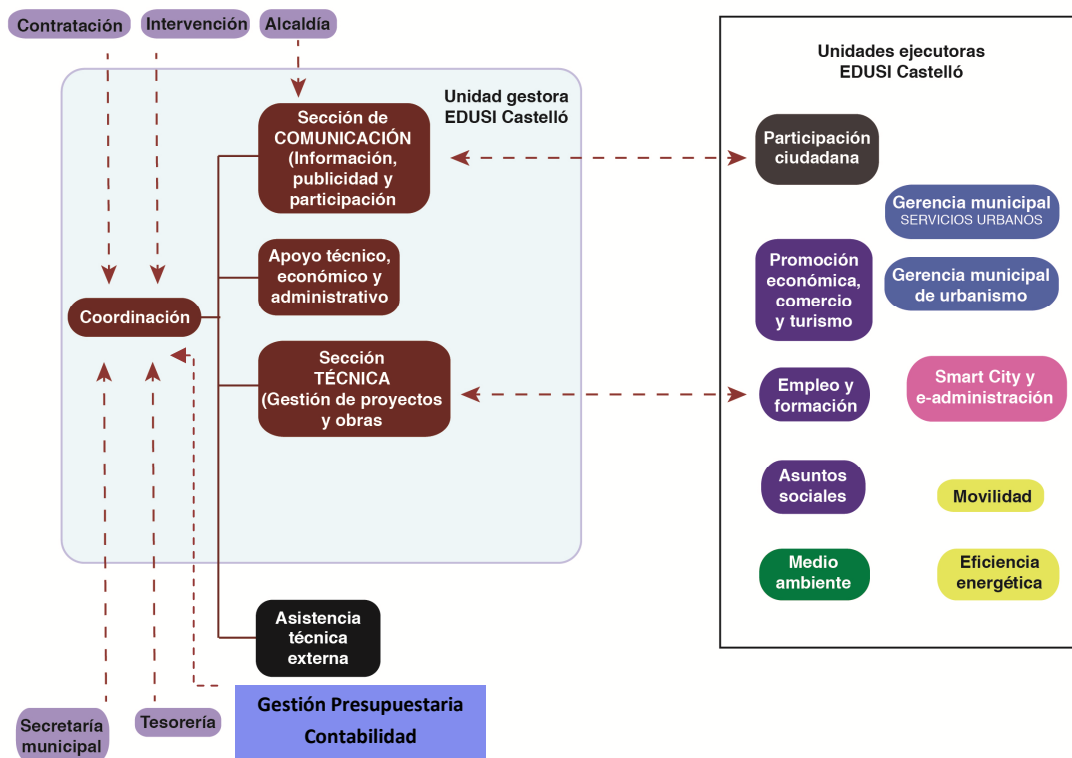 Contratación
Intervención
Alcaldía
Unidad gestora
EDUSI Castelló
Sección de
COMUNICACIÓN
(Información,
publicidad y
participación
Apoyo técnico,
económico y
administrativo
Coordinación
Sección
TÉCNICA
(Gestión de proyectos
y obras
Asistencia
técnica
externa
Gestión Presupuestaria
Contabilidad
Secretaría
municipal
Tesorería
Unidades ejecutoras
EDUSI Castelló
Participación
ciudadana
Gerencia municipal
SERVICIOS URBANOS
Promoción
económica,
comercio
y turismo
Gerencia municipal
de urbanismo
Empleo y
formación
Smart City y
e-administración
Asuntos
sociales
Movilidad
Medio
ambiente
Eficiencia
energética